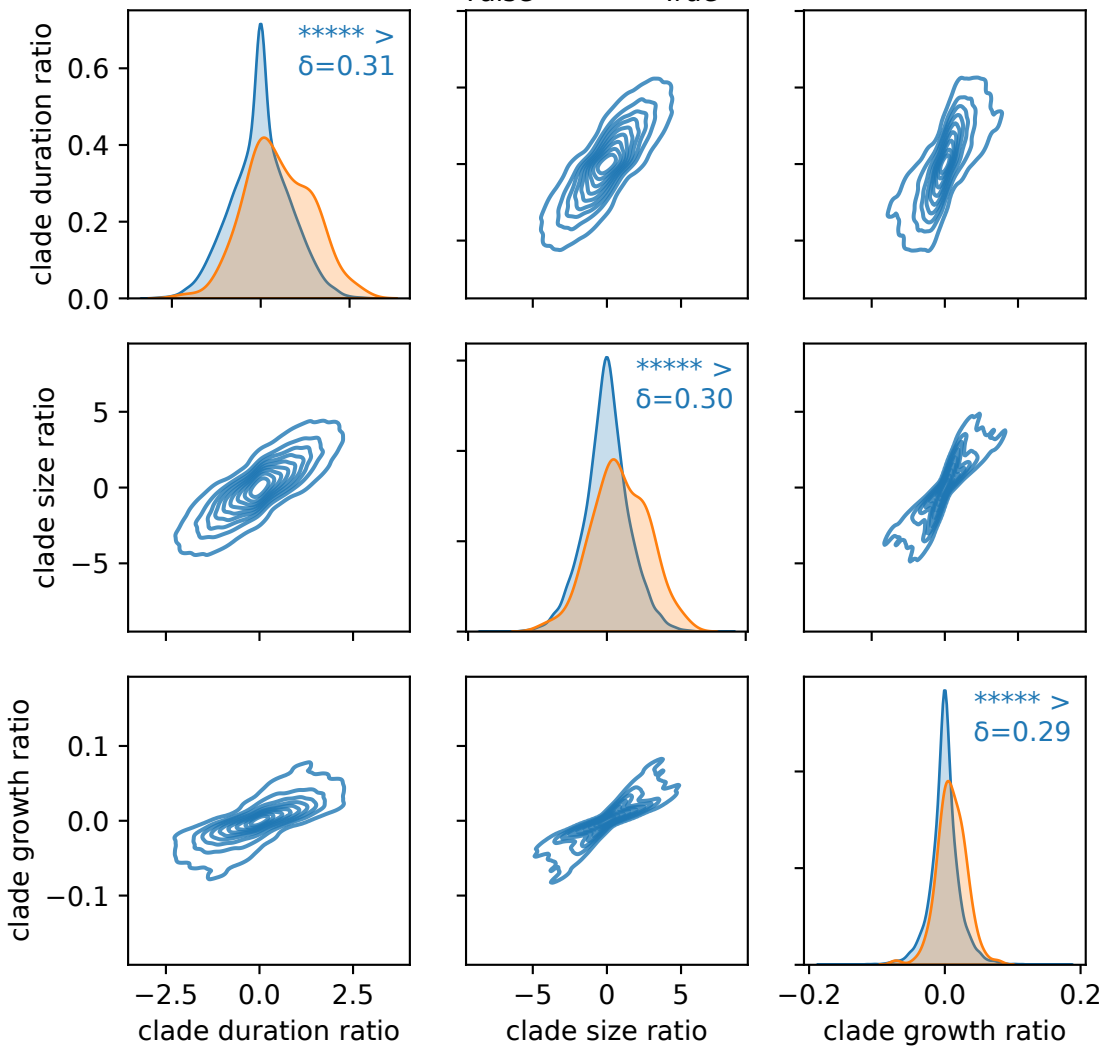 ***** >
δ=0.31
clade duration ratio
0.6
0.4
0.2
0.0
***** >
δ=0.30
clade size ratio
5
0
−5
***** >
δ=0.29
clade growth ratio
0.1
0.0
−0.1
−2.5 0.0 2.5
−5 0 5
−0.2 0.0 0.2
clade duration ratio
clade size ratio
clade growth ratio